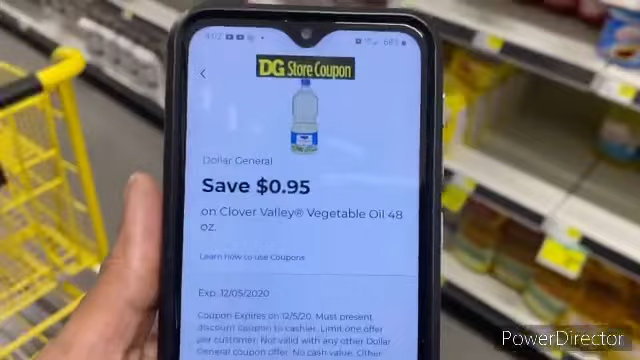 DG Store Coupon
Dollar General
Save $0.95
on Clover Valley® Vegetable Oil 48
oz.
Learn how to use Coupons
Exp. 12/05/2020
Coupon Expires on 12/5/20. Must present
discount coupon to cashier. Limit one offer
per customer. Not valid with any other Dollar
General coupon offer. No cash value. Other
PowerDirector